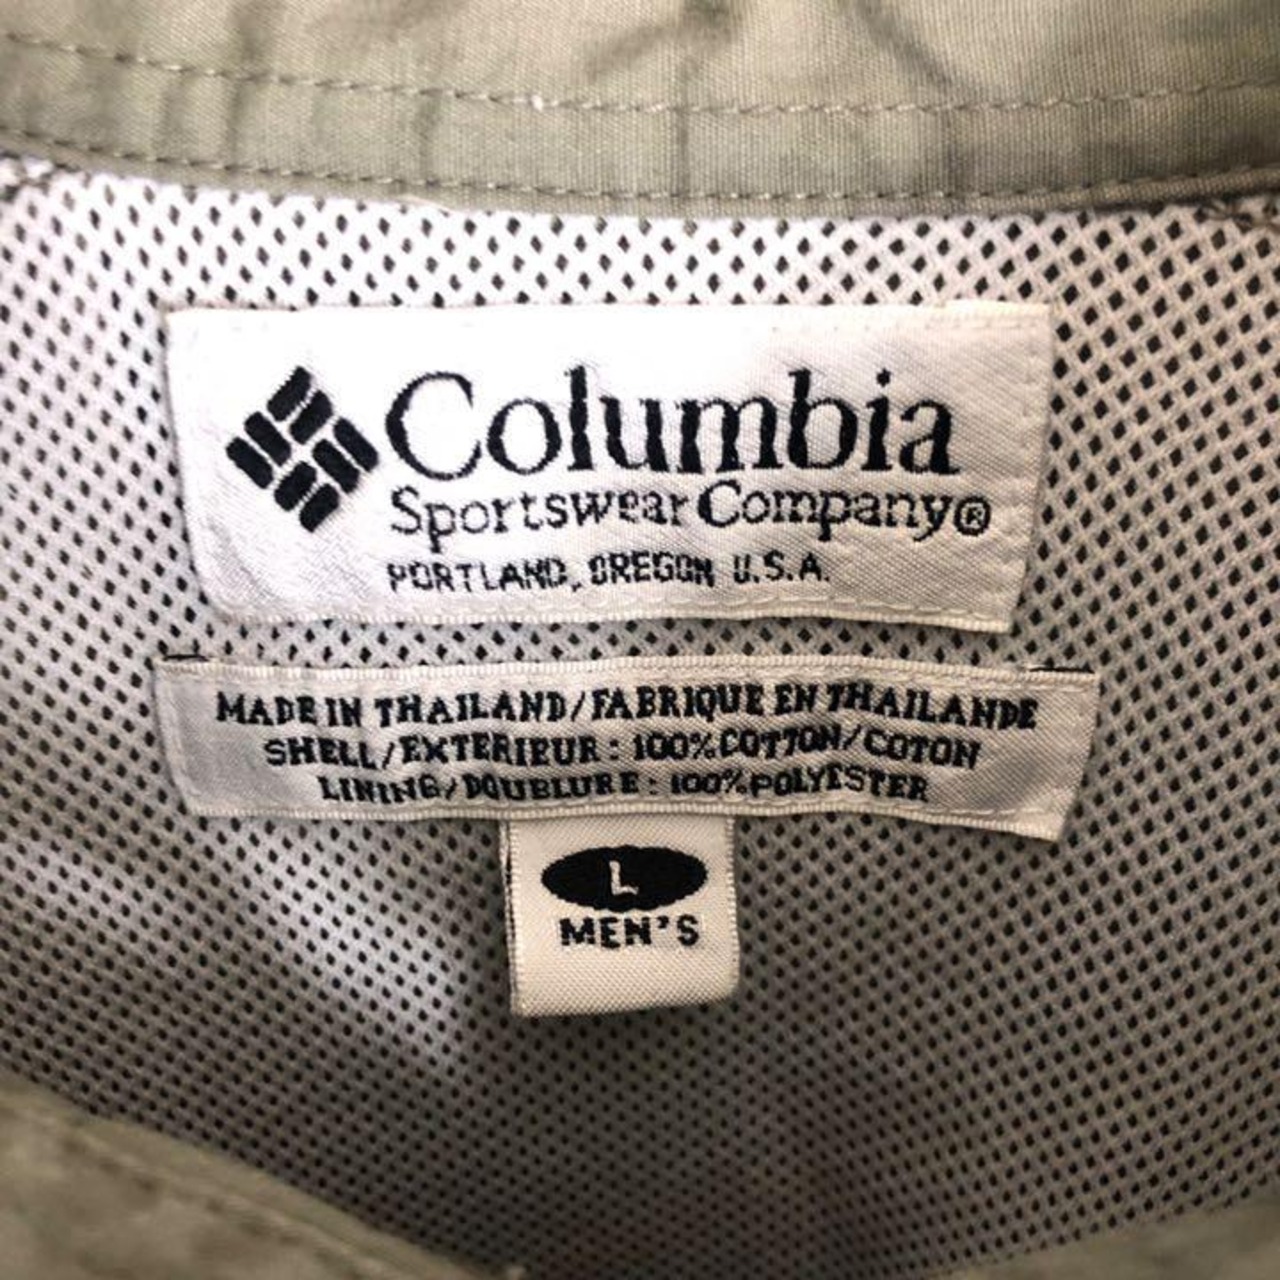 Columbia
Sportswear Company®
PORTLAND, OREGON U.S.A.
MADE IN THAILAND/FABRIQUE EN THAILANDE
SHELL/EXTERIEUR: 100% COTTON/COTON
LINING/DOUBLURE: 100% POLYESTER
L
MEN'S